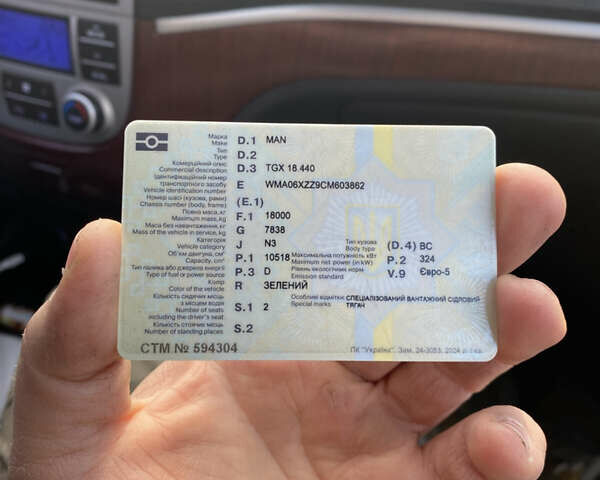 Марка
Make
D.1 MAN
Тип
Type
D.2
Комерційний опис
Commercial description
D.3 TGX 18.440
Ідентифікаційний номер
транспортного засобу
Vehicle identification number
E WMA06XZZ9CM603862
Номер шасі (кузова, рами)
Chassis number (body, frame)
(E.1)
Повна маса, кг
Maximum mass, kg
F.1 18000
Маса без навантаження, кг
Mass of the vehicle in service, kg
G 7838
Категорія
Vehicle category
J N3
Тип кузова
Body type
(D.4) BC
Об'єм двигуна, см³
Capacity, cm³
P.1 10518
Максимальна потужність кВт
Maximum net power (in kW)
P.2 324
Тип палива або джерела енергії
Type of fuel or power source
P.3 D
Рівень екологічних норм
Emission standard
V.9 Євро-5
Колір
Color of the vehicle
R ЗЕЛЕНИЙ
Кількість сидячих місць
з місцем водія
Number of seats
including the driver's seat
S.1 2
Особливі відмітки
Special marks
СПЕЦІАЛІЗОВАНИЙ ВАНТАЖНИЙ СІДЛОВИЙ
ТЯГАЧ
Кількість стоячих місць
Number of standing places
S.2
CTM № 594304
ПК "Україна". Зам. 24-3053. 2024 р. І кв.